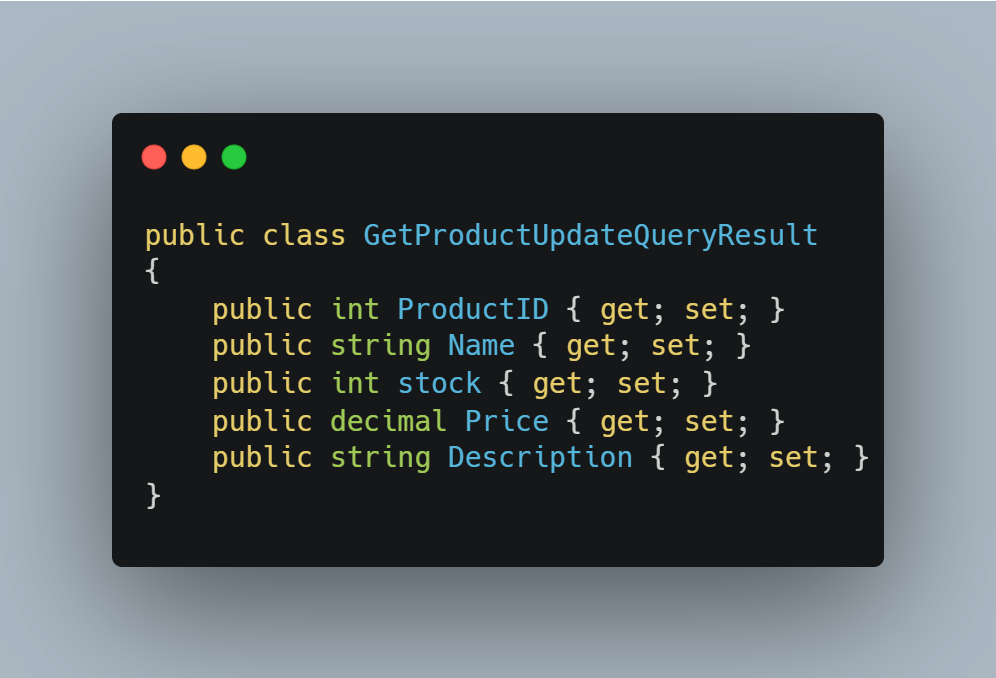 public class GetProductUpdateQueryResult
{
    public int ProductID { get; set; }
    public string Name { get; set; }
    public int stock { get; set; }
    public decimal Price { get; set; }
    public string Description { get; set; }
}